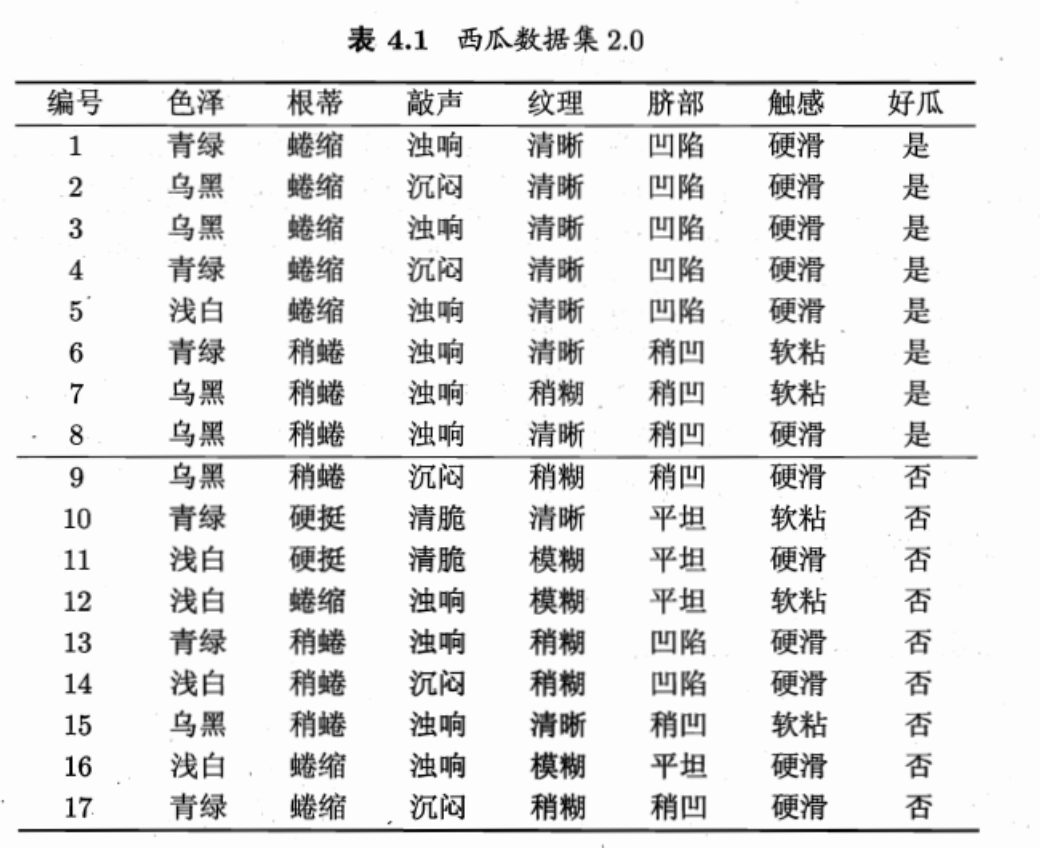 表 4.1 西瓜数据集 2.0
编号 色泽 根蒂 敲声 纹理 脐部 触感 好瓜
1 青绿 蜷缩 浊响 清晰 凹陷 硬滑 是
2 乌黑 蜷缩 沉闷 清晰 凹陷 硬滑 是
3 乌黑 蜷缩 浊响 清晰 凹陷 硬滑 是
4 青绿 蜷缩 沉闷 清晰 凹陷 硬滑 是
5 浅白 蜷缩 浊响 清晰 凹陷 硬滑 是
6 青绿 稍蜷 浊响 清晰 稍凹 软粘 是
7 乌黑 稍蜷 浊响 稍糊 稍凹 软粘 是
8 乌黑 稍蜷 浊响 清晰 稍凹 硬滑 是
9 乌黑 稍蜷 沉闷 稍糊 稍凹 硬滑 否
10 青绿 硬挺 清脆 清晰 平坦 软粘 否
11 浅白 硬挺 清脆 模糊 平坦 硬滑 否
12 浅白 蜷缩 浊响 模糊 平坦 软粘 否
13 青绿 稍蜷 浊响 稍糊 凹陷 硬滑 否
14 浅白 稍蜷 沉闷 稍糊 凹陷 硬滑 否
15 乌黑 稍蜷 浊响 清晰 稍凹 软粘 否
16 浅白 蜷缩 浊响 模糊 平坦 硬滑 否
17 青绿 蜷缩 沉闷 稍糊 稍凹 硬滑 否